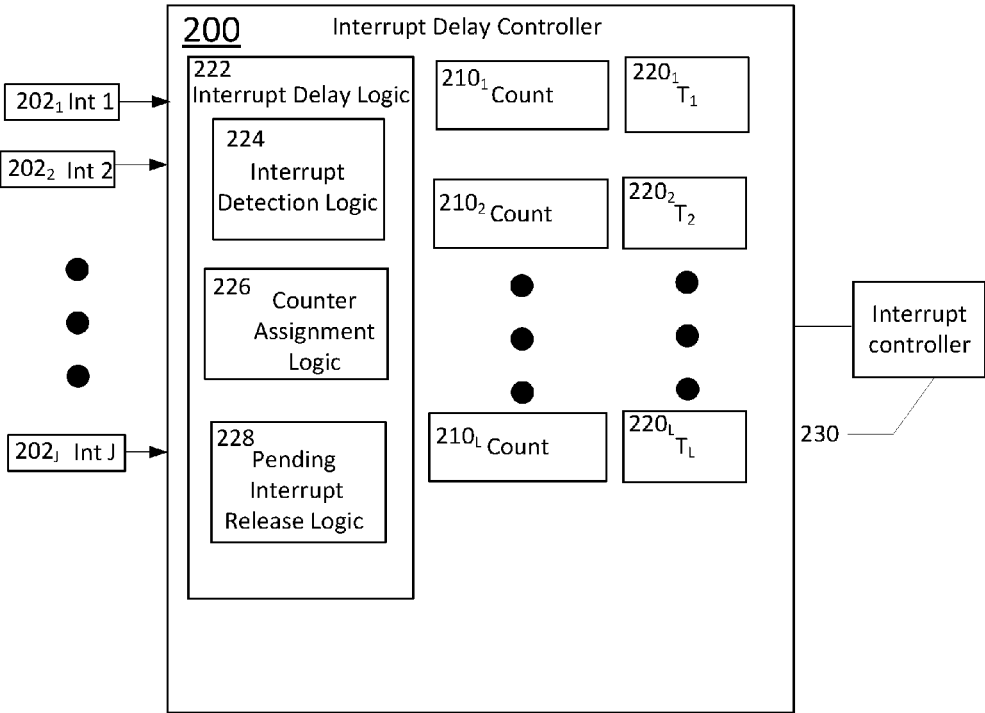 200 Interrupt Delay Controller
222
Interrupt Delay Logic
224
Interrupt
Detection Logic
226
Counter
Assignment
Logic
228
Pending
Interrupt
Release Logic
202₁ Int 1
202₂ Int 2
202J Int J
210₁ Count
220₁ T₁
210₂ Count
220₂ T₂
210L Count
220L TL
Interrupt
controller
230